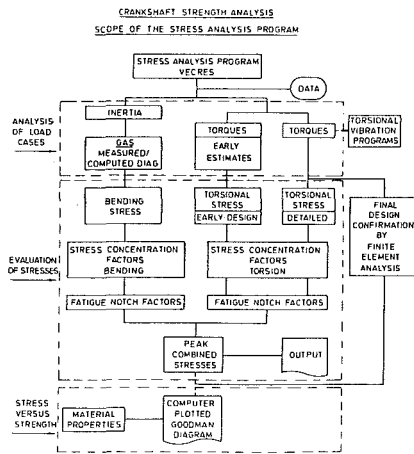 CRANKSHAFT STRENGTH ANALYSIS
SCOPE OF THE STRESS ANALYSIS PROGRAM
STRESS ANALYSIS PROGRAM
VECRES
DATA
ANALYSIS
OF LOAD
CASES
INERTIA
GAS
MEASURED/
COMPUTED DIAG
TORQUES
EARLY
ESTIMATES
TORQUES
TORSIONAL
VIBRATION
PROGRAMS
BENDING
STRESS
TORSIONAL
STRESS
EARLY DESIGN
TORSIONAL
STRESS
DETAILED
FINAL
DESIGN
CONFIRMATION
BY
FINITE
ELEMENT
ANALYSIS
EVALUATION
OF STRESSES
STRESS CONCENTRATION
FACTORS
BENDING
STRESS CONCENTRATION
FACTORS
TORSION
FATIGUE NOTCH FACTORS
FATIGUE NOTCH FACTORS
PEAK
COMBINED
STRESSES
OUTPUT
STRESS
VERSUS
STRENGTH
MATERIAL
PROPERTIES
COMPUTER
PLOTTED
GOODMAN
DIAGRAM